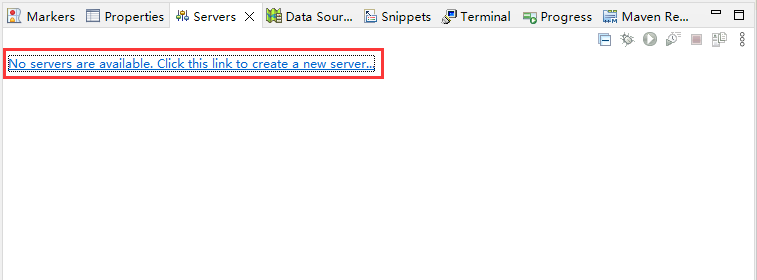 Markers Properties Servers Data Sour... Snippets Terminal Progress Maven Re...
No servers are available. Click this link to create a new server...